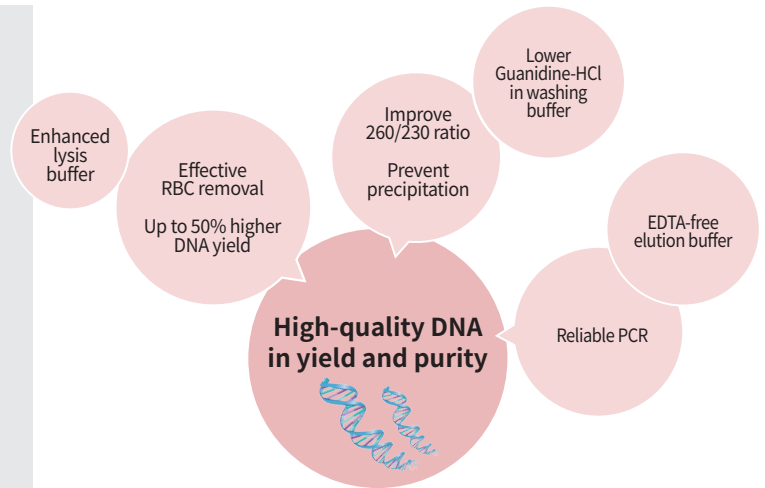 Enhanced
lysis
buffer
Effective
RBC removal
Up to 50% higher
DNA yield
Improve
260/230 ratio
Prevent
precipitation
Lower
Guanidine-HCl
in washing
buffer
EDTA-free
elution buffer
Reliable PCR
High-quality DNA
in yield and purity